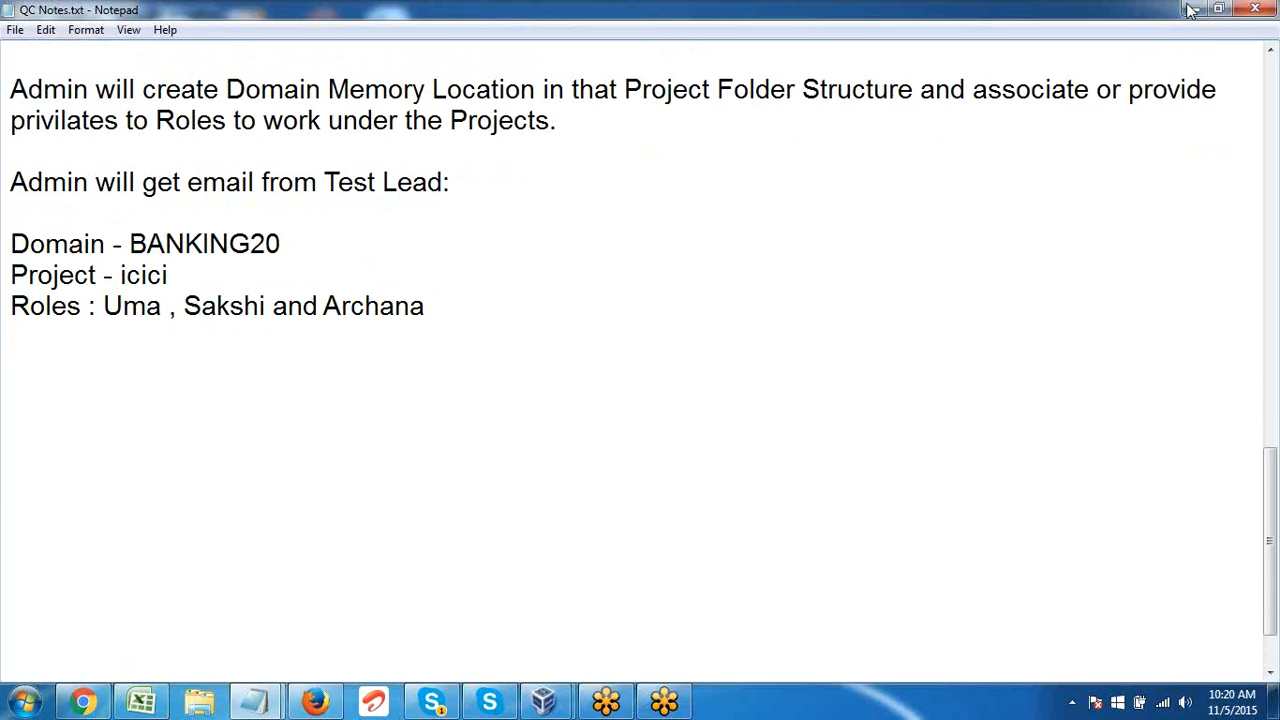 QC Notes.txt - Notepad
File Edit Format View Help
Admin will create Domain Memory Location in that Project Folder Structure and associate or provide
privilates to Roles to work under the Projects.
Admin will get email from Test Lead:
Domain - BANKING20
Project - icici
Roles : Uma , Sakshi and Archana
10:20 AM
11/5/2015